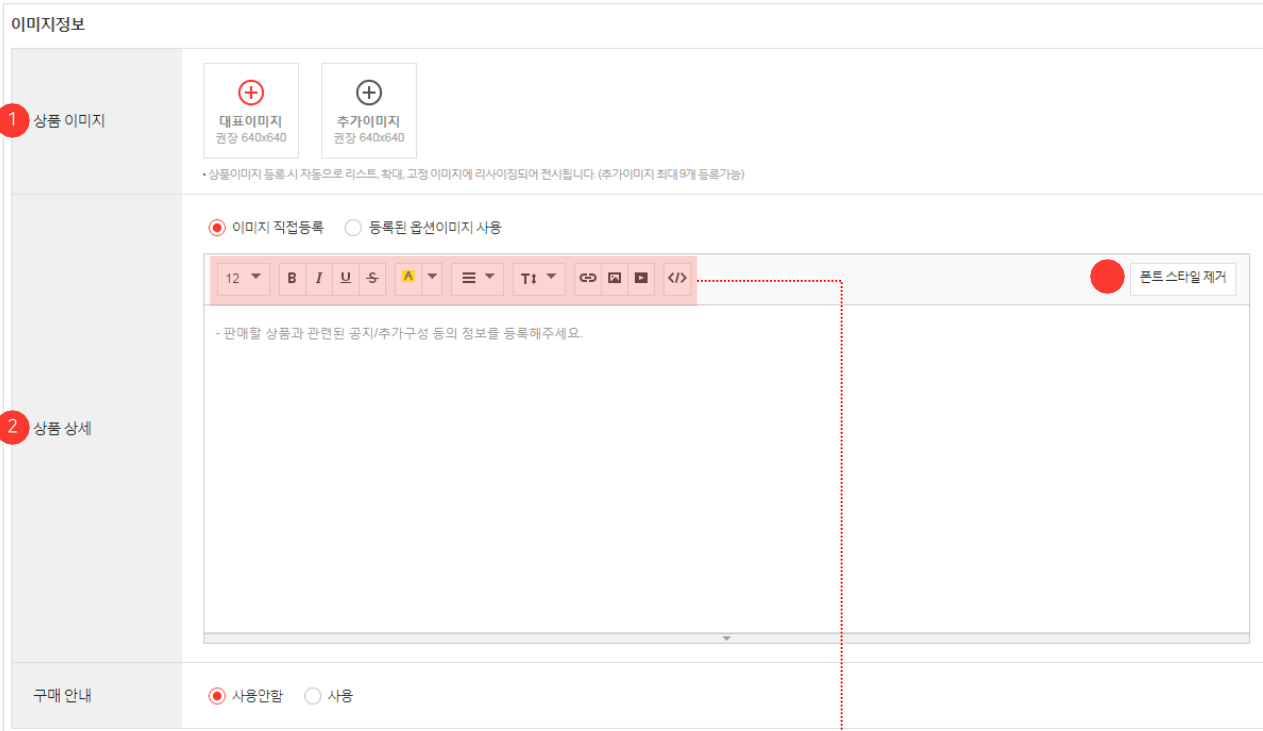 이미지정보
1 상품 이미지
대표이미지
권장 640x640
추가이미지
권장 640x640
• 상품이미지 등록 시 자동으로 리스트, 확대, 고정 이미지에 리사이징되어 전시됩니다. (추가이미지 최대 9개 등록가능)
이미지 직접등록 등록된 옵션이미지 사용
12 B I U S A T </> 폰트 스타일 제거
- 판매할 상품과 관련된 공지/추가구성 등의 정보를 등록해주세요.
2 상품 상세
구매 안내 사용안함 사용